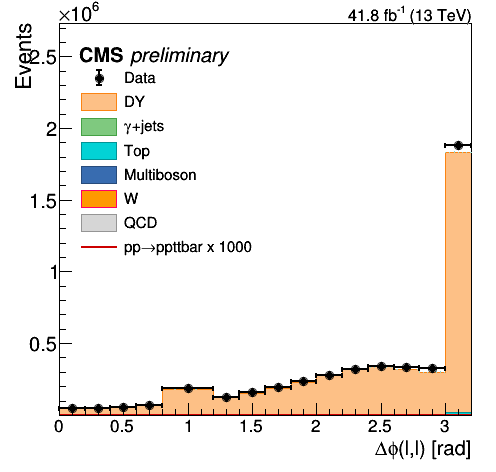 ×10⁶
41.8 fb⁻¹ (13 TeV)
Events
CMS preliminary
Data
DY
γ+jets
Top
Multiboson
W
QCD
pp→ppttbar x 1000
2.5
2
1.5
1
0.5
0 0.5 1 1.5 2 2.5 3
Δϕ(l,l) [rad]